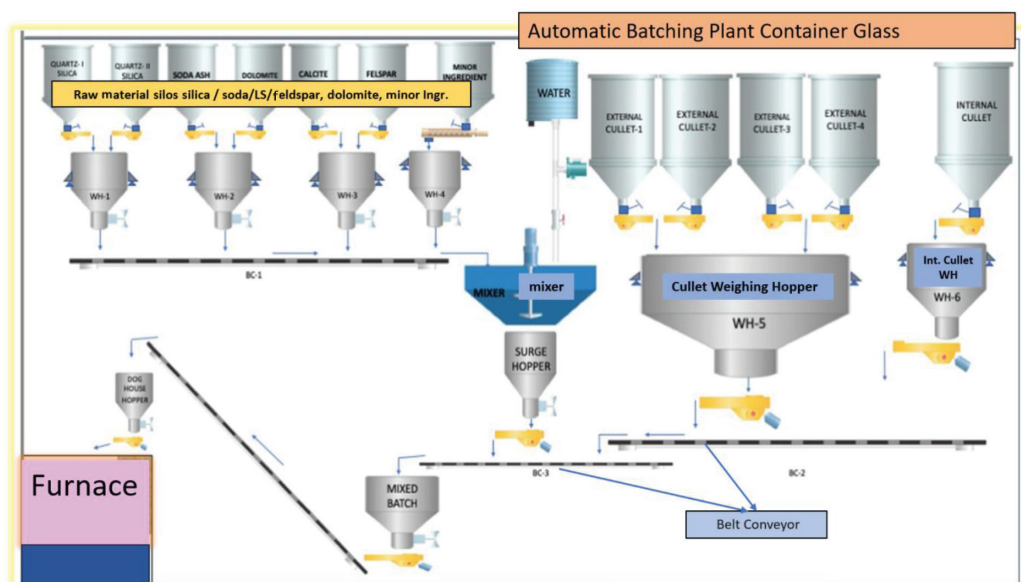 Automatic Batching Plant Container Glass
QUARTZ- I
SILICA
QUARTZ- II
SILICA
SODA ASH
DOLOMITE
CALCITE
FELSPAR
MINOR
INGREDIENT
Raw material silos silica / soda/LS/feldspar, dolomite, minor Ingr.
WATER
EXTERNAL
CULLET-1
EXTERNAL
CULLET-2
EXTERNAL
CULLET-3
EXTERNAL
CULLET-4
INTERNAL
CULLET
WH-1
WH-2
WH-3
WH-4
BC-1
MIXER
mixer
Cullet Weighing Hopper
WH-5
Int. Cullet
WH
WH-6
SURGE
HOPPER
DOG
HOUSE
HOPPER
BC-3
BC-2
MIXED
BATCH
Furnace
Belt Conveyor